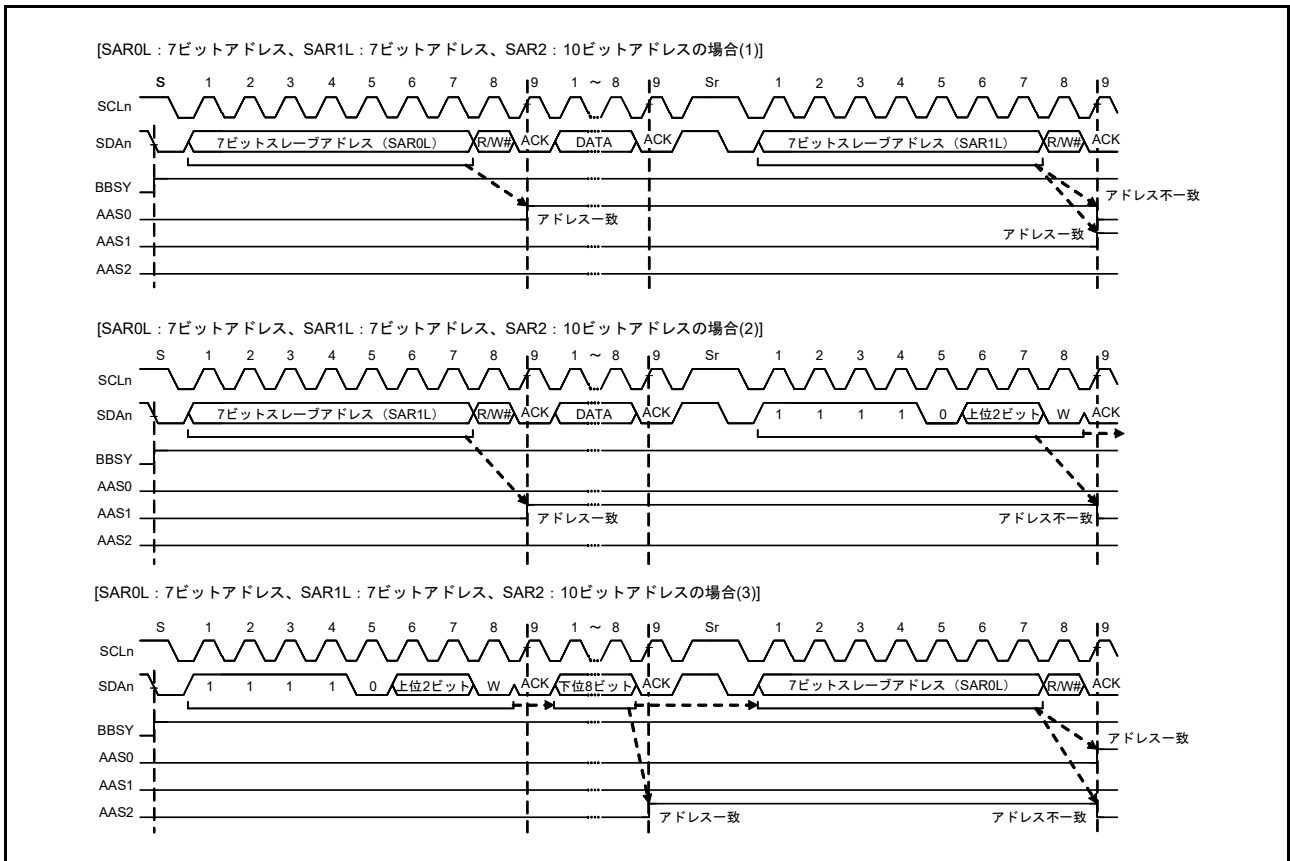 [SAR0L：7ビットアドレス、SAR1L：7ビットアドレス、SAR2：10ビットアドレスの場合(1)]
S 1 2 3 4 5 6 7 8 9 1 ～ 8 9 Sr 1 2 3 4 5 6 7 8 9
SCLn
SDAn 7ビットスレーブアドレス（SAR0L） R/W# ACK DATA ACK 7ビットスレーブアドレス（SAR1L） R/W# ACK
BBSY
アドレス不一致
AAS0
アドレス一致
アドレス一致
AAS1
AAS2
[SAR0L：7ビットアドレス、SAR1L：7ビットアドレス、SAR2：10ビットアドレスの場合(2)]
S 1 2 3 4 5 6 7 8 9 1 ～ 8 9 Sr 1 2 3 4 5 6 7 8 9
SCLn
SDAn 7ビットスレーブアドレス（SAR1L） R/W# ACK DATA ACK 1 1 1 1 0 上位2ビット W ACK
BBSY
AAS0
AAS1
アドレス一致 アドレス不一致
AAS2
[SAR0L：7ビットアドレス、SAR1L：7ビットアドレス、SAR2：10ビットアドレスの場合(3)]
S 1 2 3 4 5 6 7 8 9 1 ～ 8 9 Sr 1 2 3 4 5 6 7 8 9
SCLn
SDAn 1 1 1 1 0 上位2ビット W ACK 下位8ビット ACK 7ビットスレーブアドレス（SAR0L） R/W# ACK
BBSY
アドレス一致
AAS0
AAS1
AAS2
アドレス一致 アドレス不一致